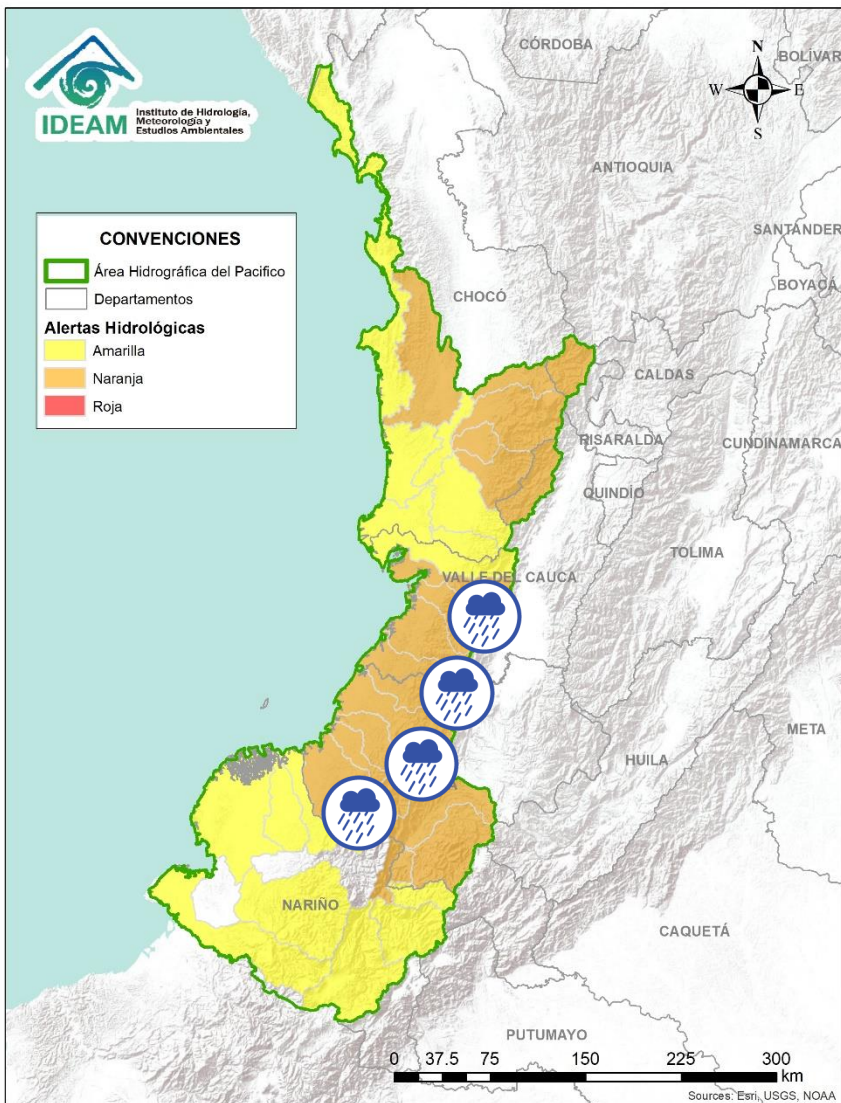 IDEAM
Instituto de Hidrología,
Meteorología y
Estudios Ambientales
N
W
E
S
CÓRDOBA
BOLÍVAR
ANTIOQUIA
SANTANDER
BOYACÁ
CONVENCIONES
Área Hidrográfica del Pacifico
Departamentos
Alertas Hidrológicas
Amarilla
Naranja
Roja
CHOCÓ
CALDAS
RISARALDA
CUNDINAMARCA
QUINDÍO
TOLIMA
VALLE DEL CAUCA
META
HUILA
NARIÑO
CAQUETÁ
PUTUMAYO
0 37.5 75 150 225 300
km
Sources: Esri, USGS, NOAA